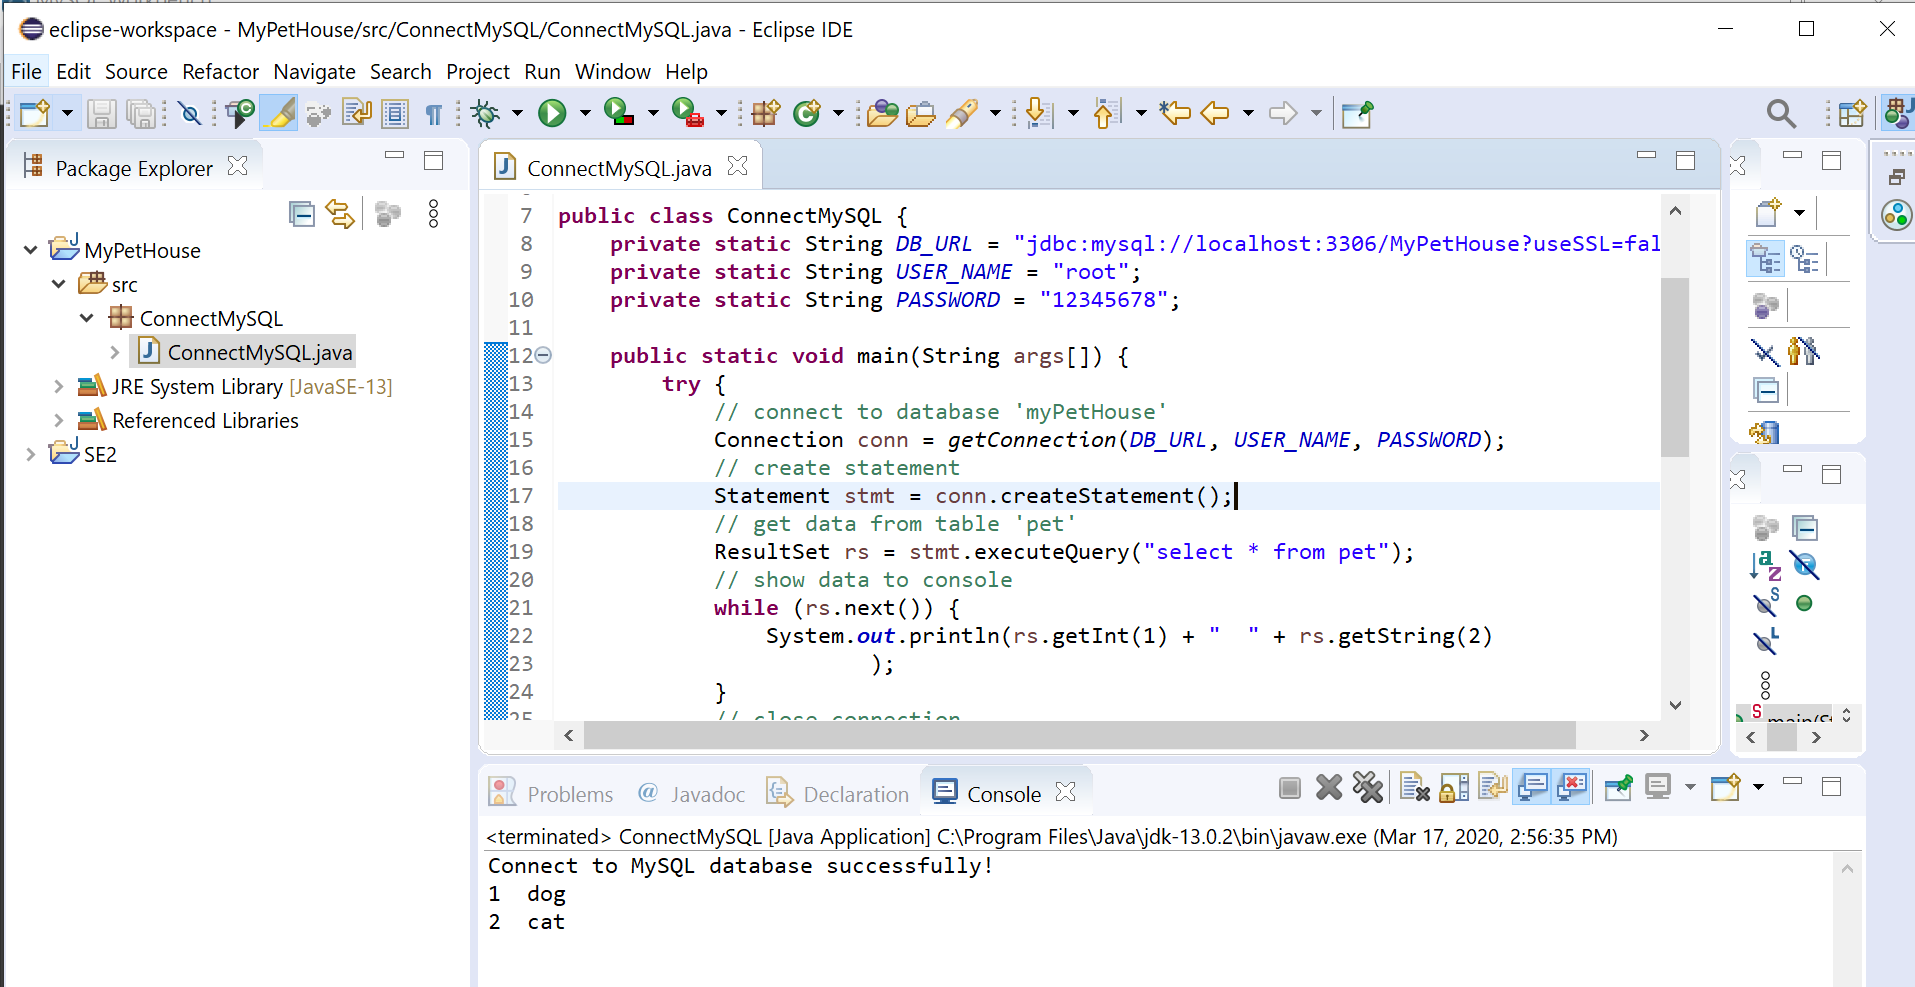 eclipse-workspace - MyPetHouse/src/ConnectMySQL/ConnectMySQL.java - Eclipse IDE
File Edit Source Refactor Navigate Search Project Run Window Help
Package Explorer
MyPetHouse
src
ConnectMySQL
ConnectMySQL.java
JRE System Library [JavaSE-13]
Referenced Libraries
SE2
ConnectMySQL.java
7 public class ConnectMySQL {
8 private static String DB_URL = "jdbc:mysql://localhost:3306/MyPetHouse?useSSL=fal
9 private static String USER_NAME = "root";
10 private static String PASSWORD = "12345678";
11
12 public static void main(String args[]) {
13 try {
14 // connect to database 'myPetHouse'
15 Connection conn = getConnection(DB_URL, USER_NAME, PASSWORD);
16 // create statement
17 Statement stmt = conn.createStatement();
18 // get data from table 'pet'
19 ResultSet rs = stmt.executeQuery("select * from pet");
20 // show data to console
21 while (rs.next()) {
22 System.out.println(rs.getInt(1) + "  " + rs.getString(2)
23 );
24 }
25 // close connection
main(St
Problems @ Javadoc Declaration Console
<terminated> ConnectMySQL [Java Application] C:\Program Files\Java\jdk-13.0.2\bin\javaw.exe (Mar 17, 2020, 2:56:35 PM)
Connect to MySQL database successfully!
1  dog
2  cat